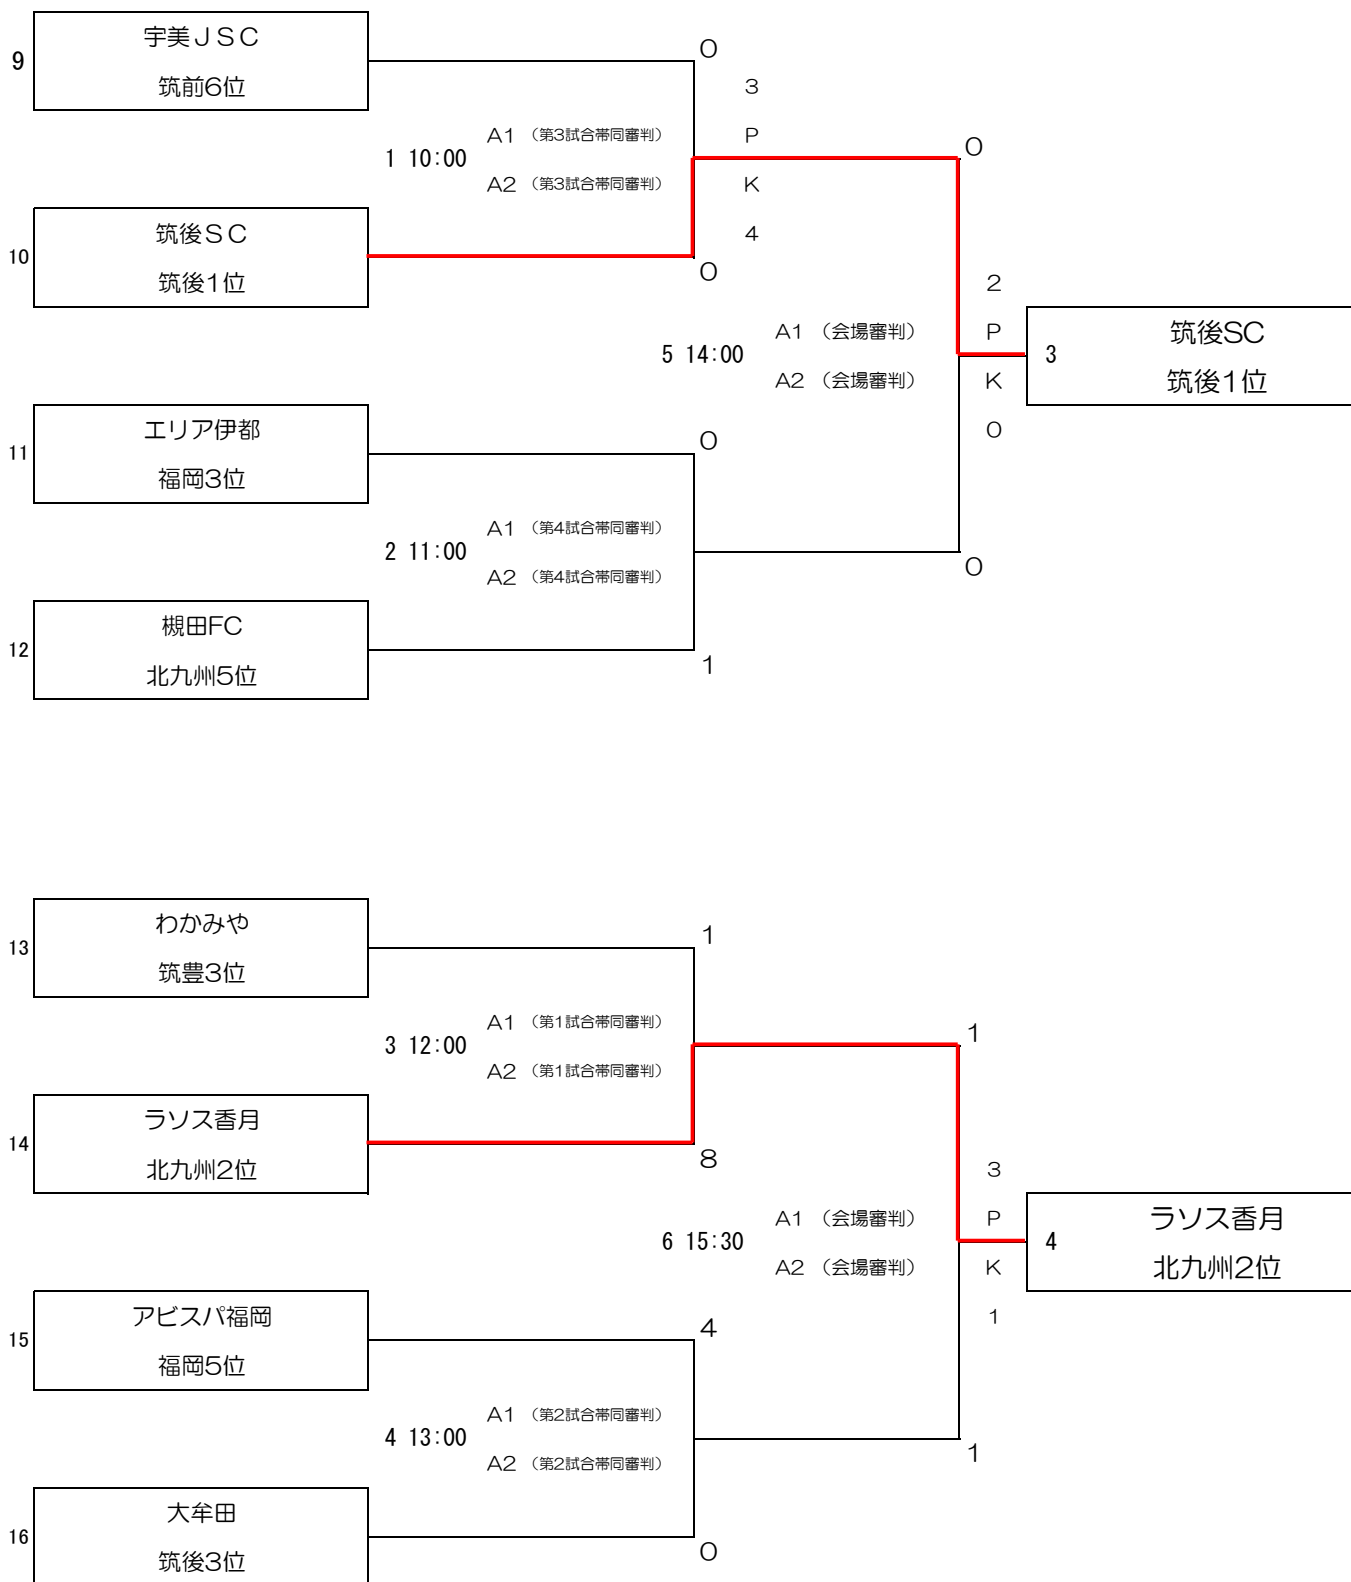 宇美ＪＳＣ
9
筑前6位
0
3
P
K
4
1 10:00
A1 （第3試合帯同審判）
A2 （第3試合帯同審判）
0
筑後ＳＣ
10
筑後1位
0
2
P
K
0
5 14:00
A1 （会場審判）
A2 （会場審判）
3
筑後SC
筑後1位
エリア伊都
11
福岡3位
0
2 11:00
A1 （第4試合帯同審判）
A2 （第4試合帯同審判）
0
槻田FC
12
北九州5位
1
わかみや
13
筑豊3位
1
3 12:00
A1 （第1試合帯同審判）
A2 （第1試合帯同審判）
1
ラソス香月
14
北九州2位
8
3
P
K
1
6 15:30
A1 （会場審判）
A2 （会場審判）
4
ラソス香月
北九州2位
アビスパ福岡
15
福岡5位
4
4 13:00
A1 （第2試合帯同審判）
A2 （第2試合帯同審判）
1
大牟田
16
筑後3位
0